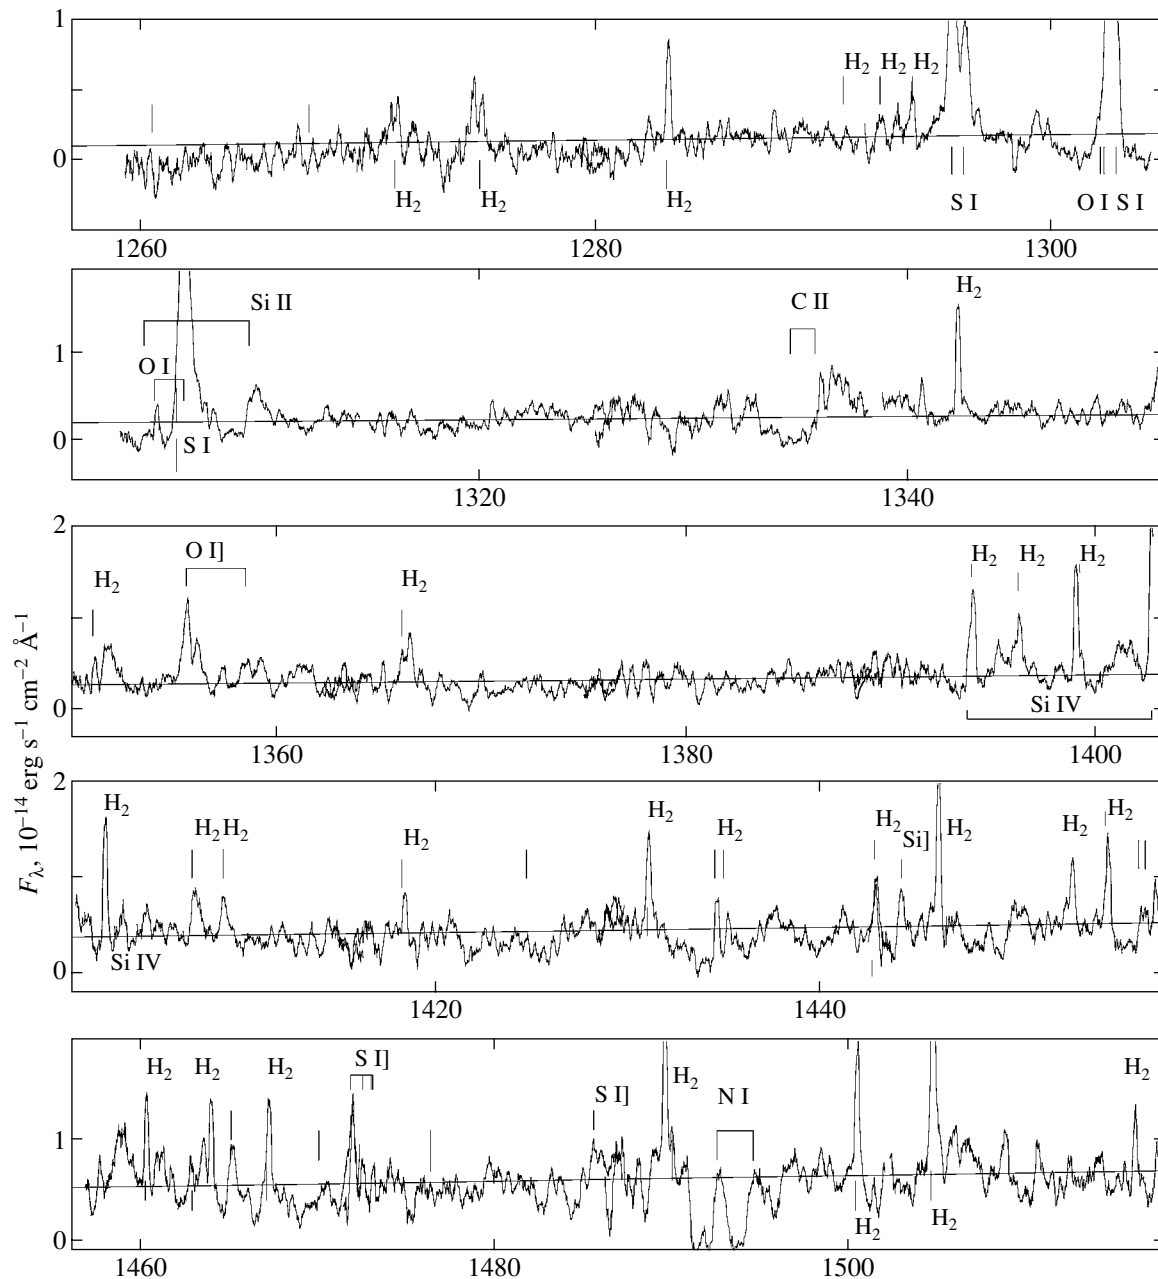 1
H₂ H₂ H₂
0
H₂ H₂ H₂ S I O I S I
1260 1280 1300
Si II C II H₂
1
O I
0
S I
1320 1340
2
O I] H₂ H₂ H₂
H₂ H₂
1
0
Si IV
1360 1380 1400
F_λ, 10⁻¹⁴ erg s⁻¹ cm⁻² Å⁻¹
2
H₂ H₂ H₂
H₂ H₂ H₂ H₂ H₂ Si] H₂ H₂
1
0
Si IV
1420 1440
H₂ H₂ H₂ S I] H₂
H₂
S I] N I
1
0
H₂ H₂
1460 1480 1500